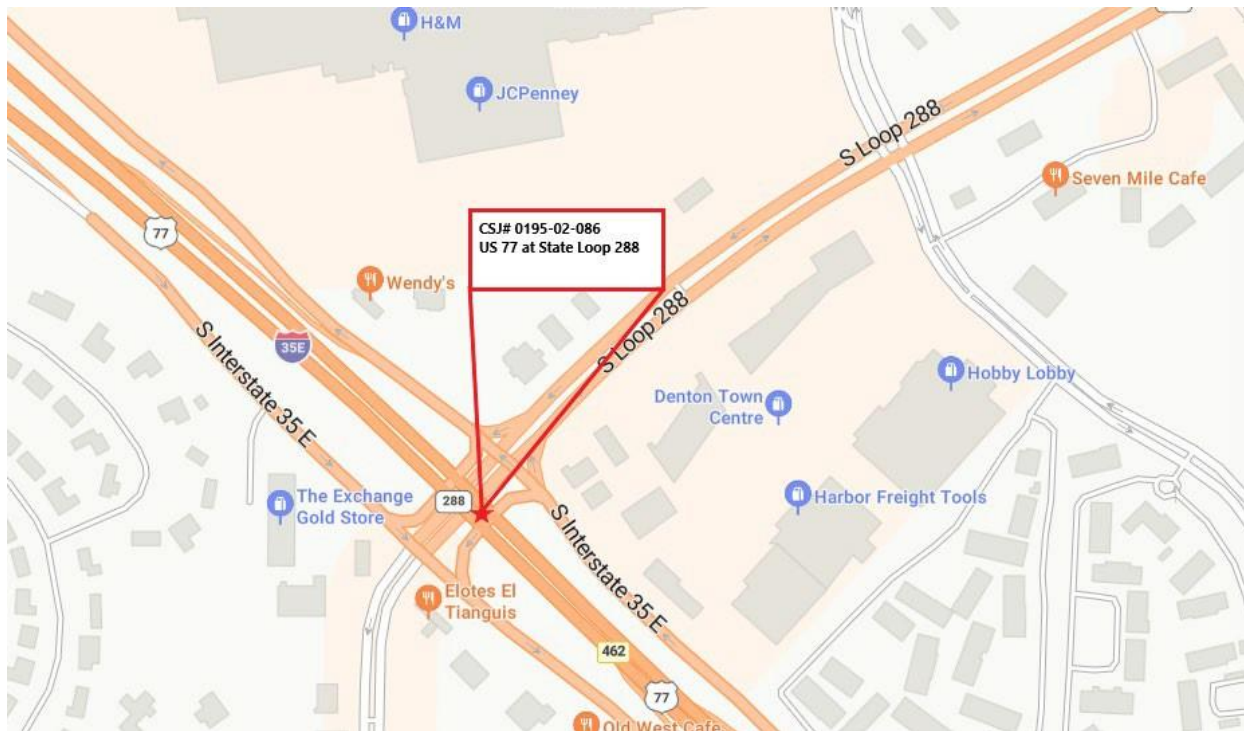 H&M
JCPenney
S Loop 288
Seven Mile Cafe
77
CSJ# 0195-02-086
US 77 at State Loop 288
Wendy's
35E
S Interstate 35 E
S Loop 288
Hobby Lobby
Denton Town
Centre
The Exchange
Gold Store
288
Harbor Freight Tools
S Interstate 35 E
Elotes El
Tianguis
462
77
Old West Cafe